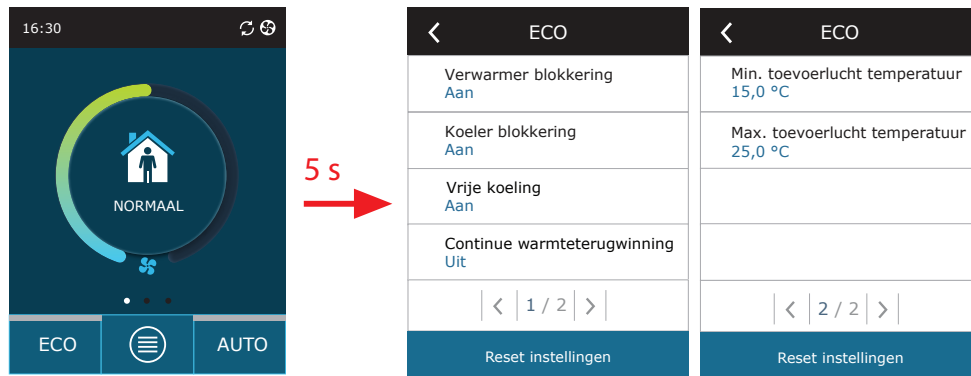 16:30
NORMAAL
ECO
AUTO
5 s
ECO
Verwarmer blokkering
Aan
Koeler blokkering
Aan
Vrije koeling
Aan
Continue warmteterugwinning
Uit
1 / 2
Reset instellingen
ECO
Min. toevoerlucht temperatuur
15,0 °C
Max. toevoerlucht temperatuur
25,0 °C
2 / 2
Reset instellingen